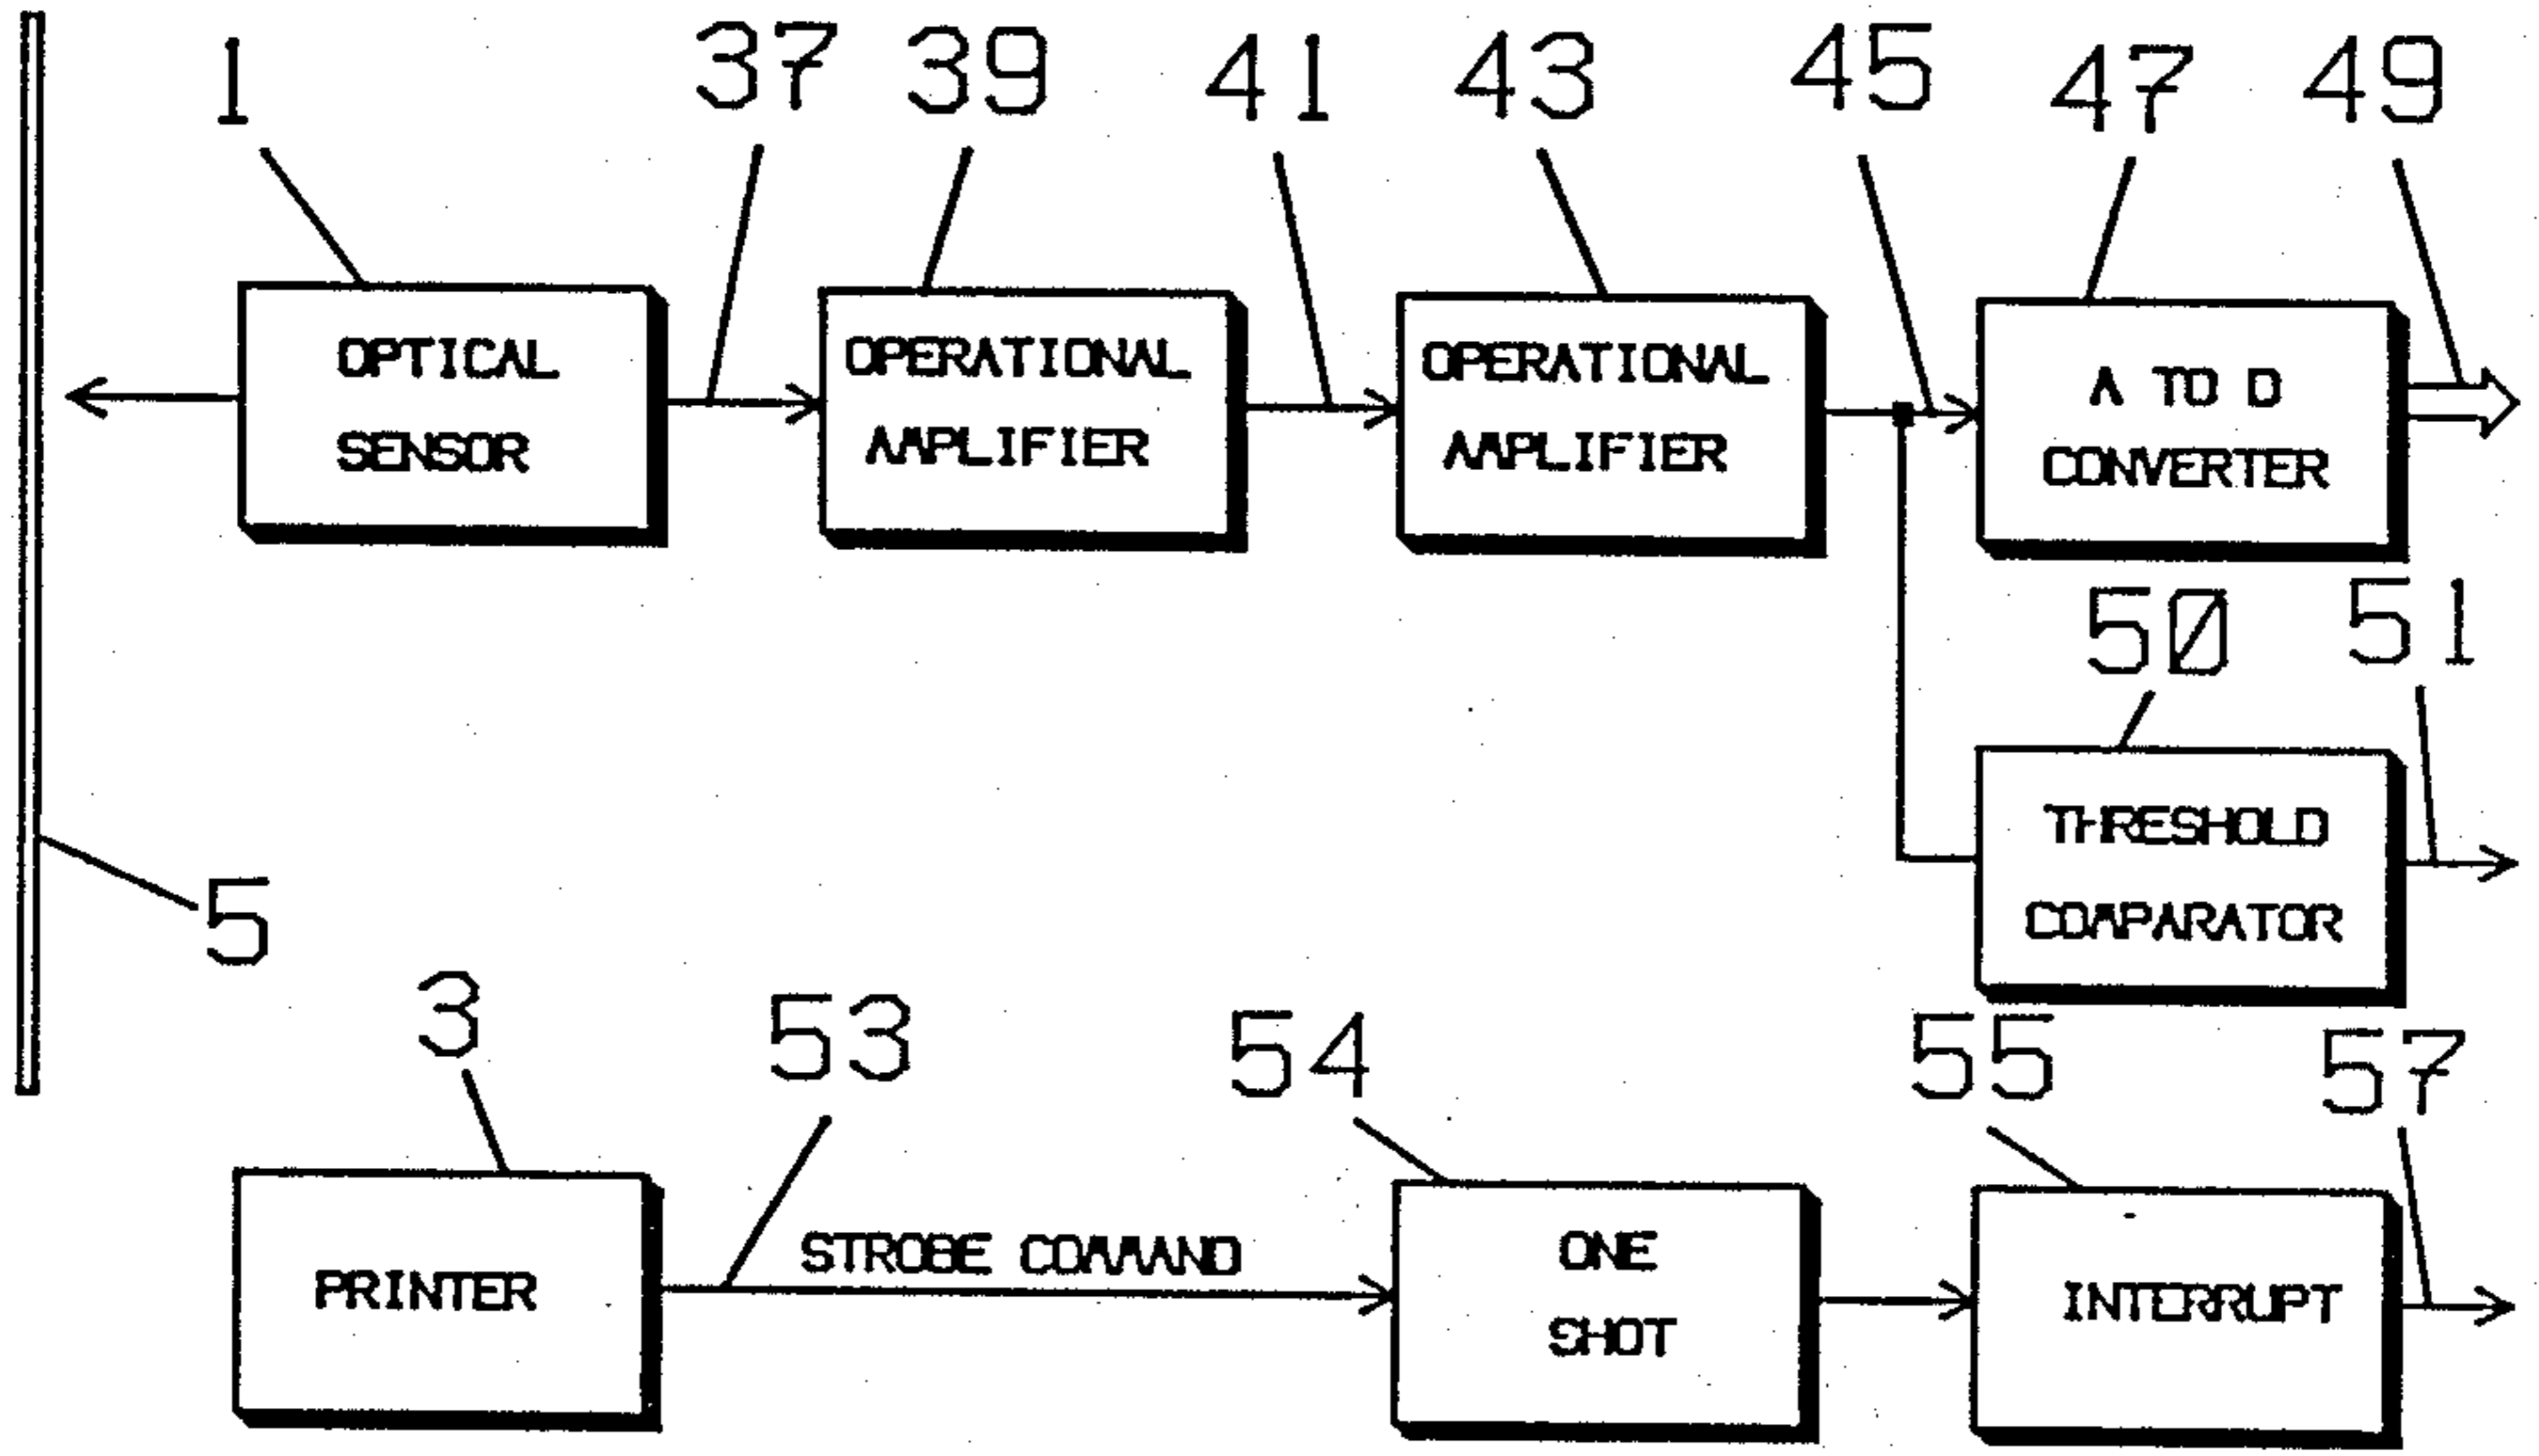 1 37 39 41 43 45 47 49
OPTICAL
SENSOR
OPERATIONAL
AMPLIFIER
OPERATIONAL
AMPLIFIER
A TO D
CONVERTER
50 51
THRESHOLD
COMPARATOR
5
3 53 54 55 57
PRINTER
STROBE COMMAND
ONE
SHOT
INTERRUPT